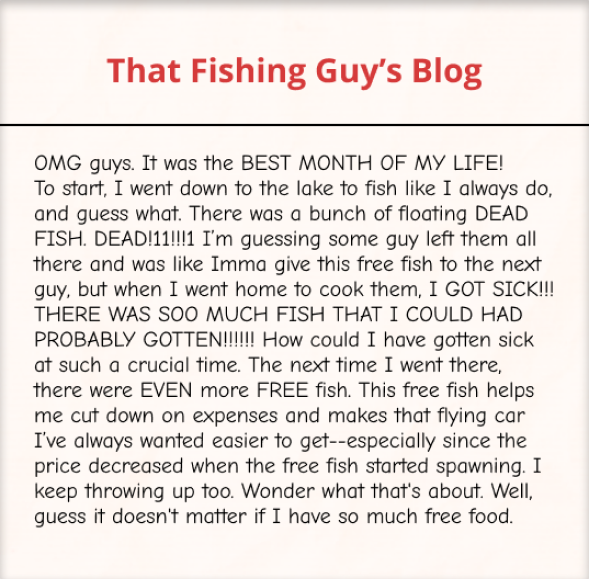 That Fishing Guy’s Blog
OMG guys. It was the BEST MONTH OF MY LIFE!
To start, I went down to the lake to fish like I always do,
and guess what. There was a bunch of floating DEAD
FISH. DEAD!11!!!1 I’m guessing some guy left them all
there and was like Imma give this free fish to the next
guy, but when I went home to cook them, I GOT SICK!!!
THERE WAS SOO MUCH FISH THAT I COULD HAD
PROBABLY GOTTEN!!!!!! How could I have gotten sick
at such a crucial time. The next time I went there,
there were EVEN more FREE fish. This free fish helps
me cut down on expenses and makes that flying car
I’ve always wanted easier to get--especially since the
price decreased when the free fish started spawning. I
keep throwing up too. Wonder what that's about. Well,
guess it doesn't matter if I have so much free food.